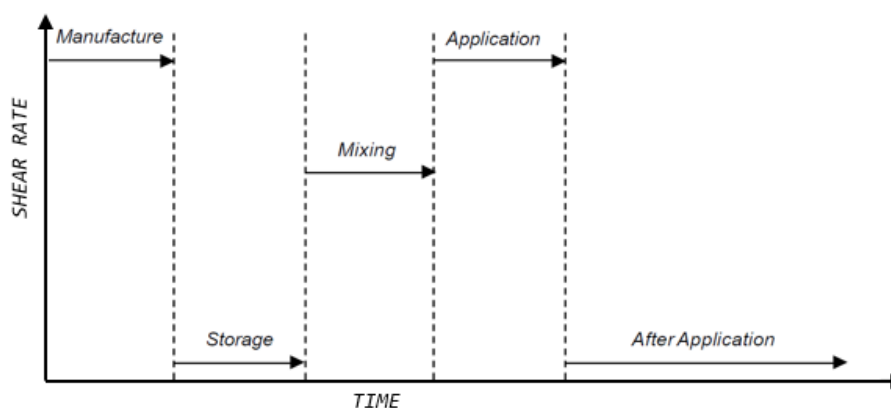 Manufacture
Application
Mixing
SHEAR RATE
Storage
After Application
TIME